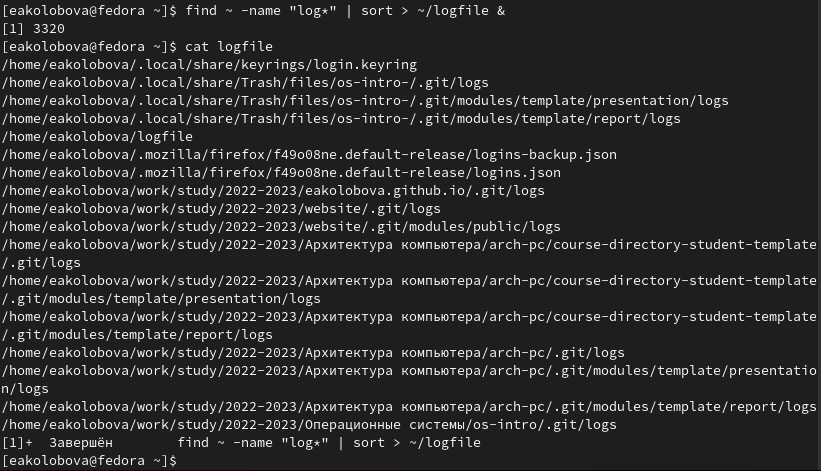 [eakolobova@fedora ~]$ find ~ -name "log*" | sort > ~/logfile &
[1] 3320
[eakolobova@fedora ~]$ cat logfile
/home/eakolobova/.local/share/keyrings/login.keyring
/home/eakolobova/.local/share/Trash/files/os-intro-/.git/logs
/home/eakolobova/.local/share/Trash/files/os-intro-/.git/modules/template/presentation/logs
/home/eakolobova/.local/share/Trash/files/os-intro-/.git/modules/template/report/logs
/home/eakolobova/logfile
/home/eakolobova/.mozilla/firefox/f49o08ne.default-release/logins-backup.json
/home/eakolobova/.mozilla/firefox/f49o08ne.default-release/logins.json
/home/eakolobova/work/study/2022-2023/eakolobova.github.io/.git/logs
/home/eakolobova/work/study/2022-2023/website/.git/logs
/home/eakolobova/work/study/2022-2023/website/.git/modules/public/logs
/home/eakolobova/work/study/2022-2023/Архитектура компьютера/arch-pc/course-directory-student-template
/.git/logs
/home/eakolobova/work/study/2022-2023/Архитектура компьютера/arch-pc/course-directory-student-template
/.git/modules/template/presentation/logs
/home/eakolobova/work/study/2022-2023/Архитектура компьютера/arch-pc/course-directory-student-template
/.git/modules/template/report/logs
/home/eakolobova/work/study/2022-2023/Архитектура компьютера/arch-pc/.git/logs
/home/eakolobova/work/study/2022-2023/Архитектура компьютера/arch-pc/.git/modules/template/presentatio
n/logs
/home/eakolobova/work/study/2022-2023/Архитектура компьютера/arch-pc/.git/modules/template/report/logs
/home/eakolobova/work/study/2022-2023/Операционные системы/os-intro/.git/logs
[1]+  Завершён        find ~ -name "log*" | sort > ~/logfile
[eakolobova@fedora ~]$